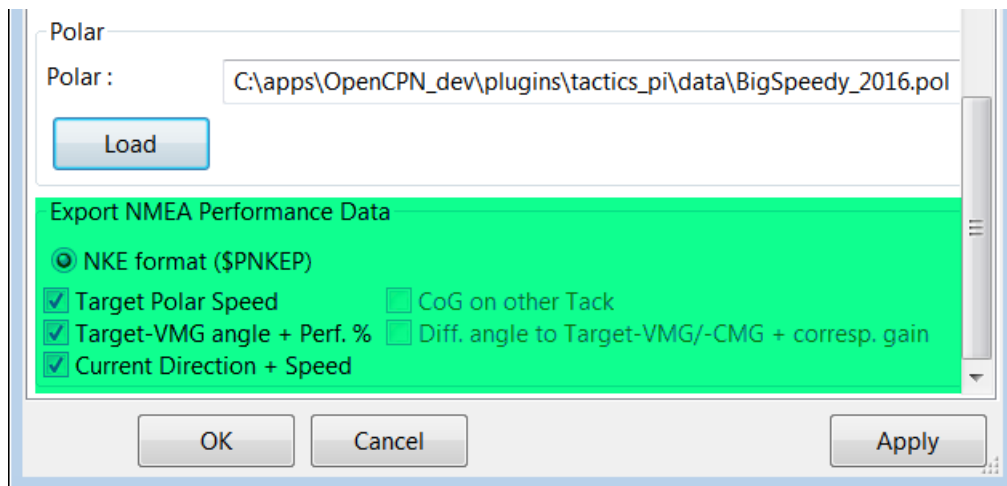 Polar
Polar :
C:\apps\OpenCPN_dev\plugins\tactics_pi\data\BigSpeedy_2016.pol
Load
Export NMEA Performance Data
NKE format ($PNKEP)
Target Polar Speed CoG on other Tack
Target-VMG angle + Perf. % Diff. angle to Target-VMG/-CMG + corresp. gain
Current Direction + Speed
OK Cancel Apply